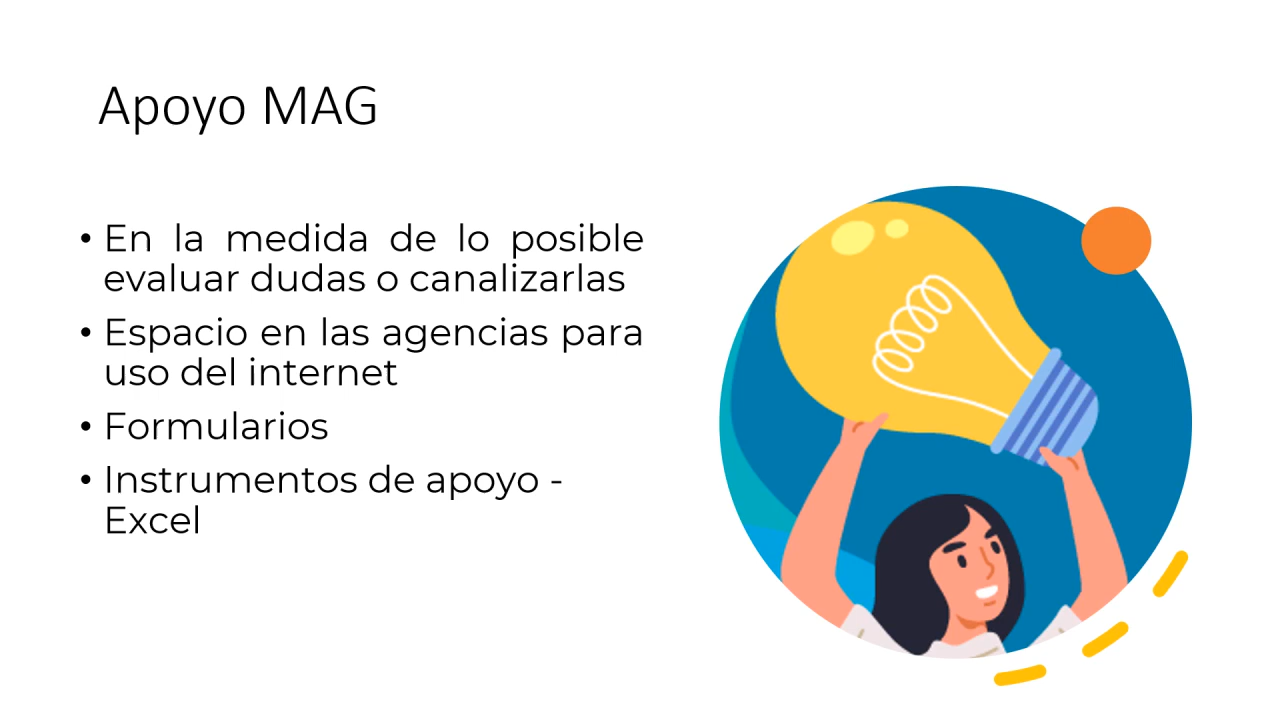 Apoyo MAG
• En la medida de lo posible
evaluar dudas o canalizarlas
• Espacio en las agencias para
uso del internet
• Formularios
• Instrumentos de apoyo -
Excel